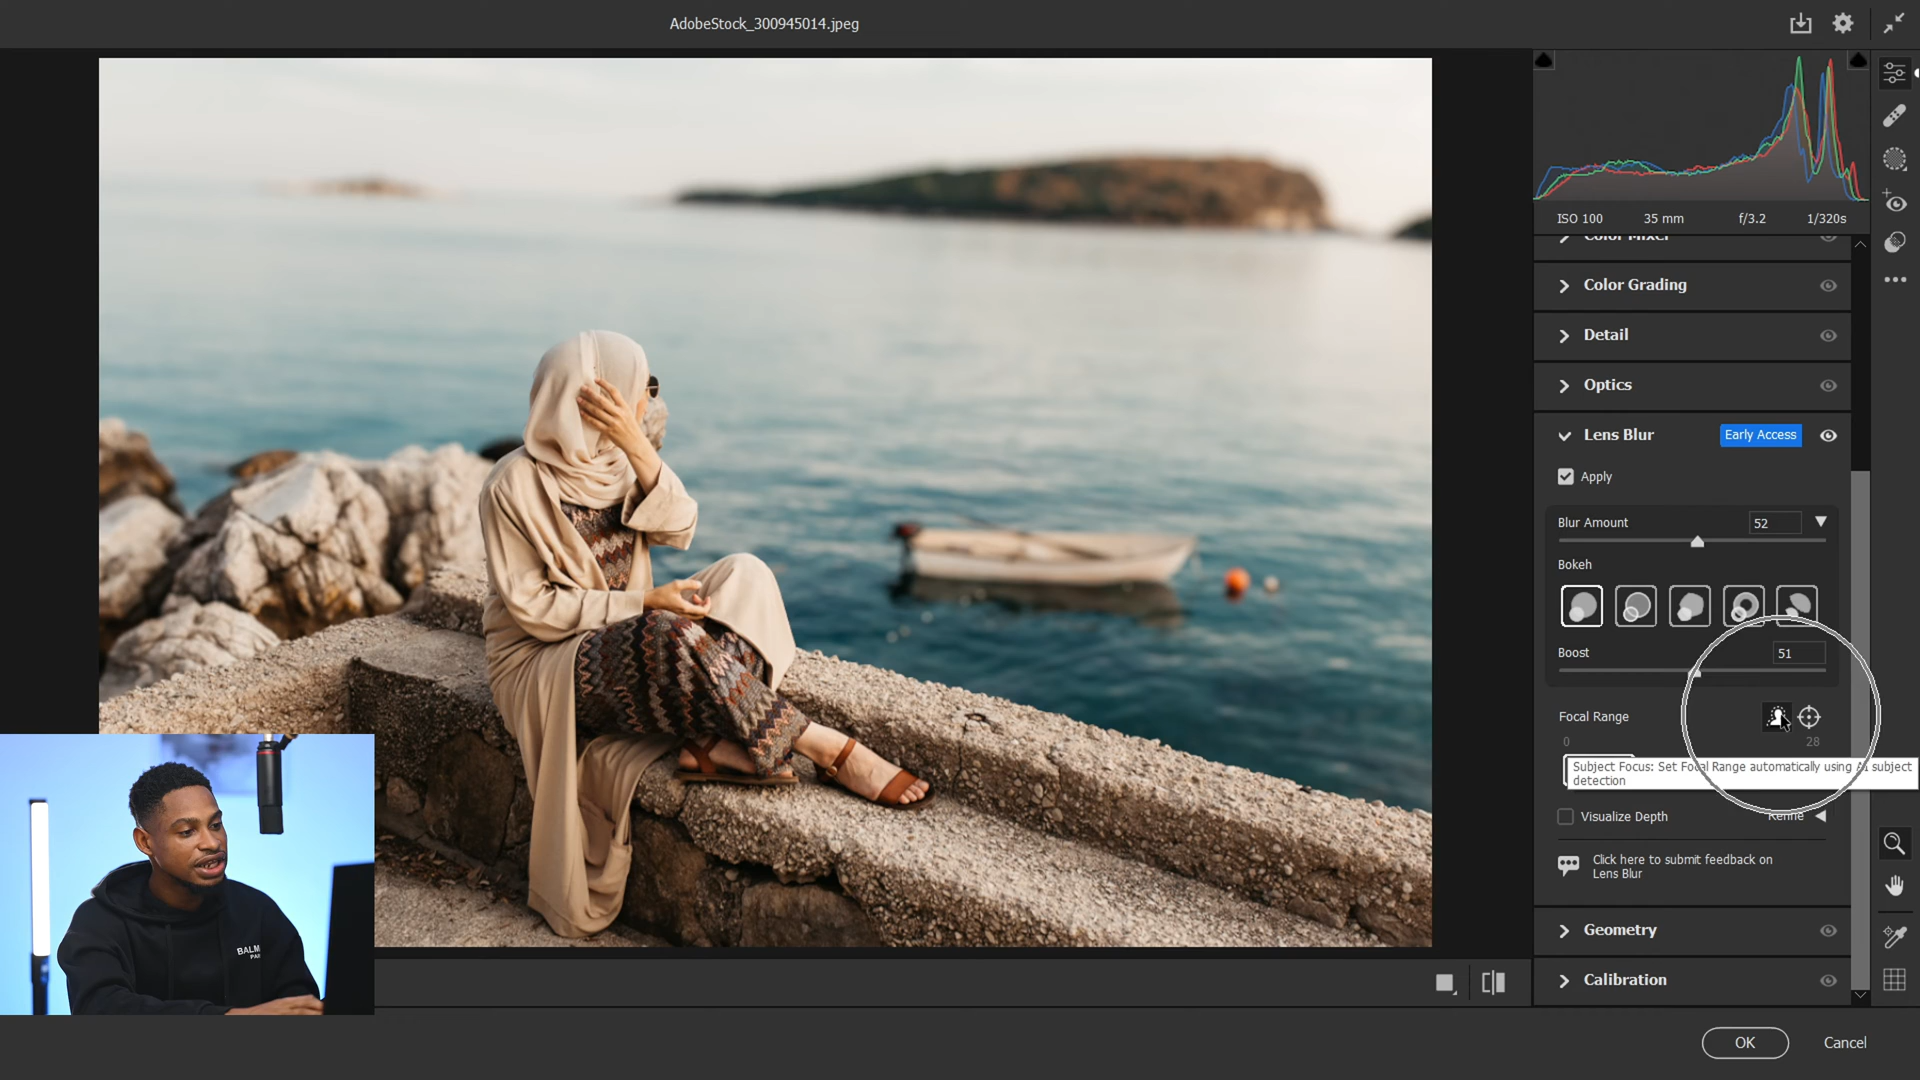 AdobeStock_300945014.jpeg
ISO 100 35 mm f/3.2 1/320s
Color Mixer
Color Grading
Detail
Optics
Lens Blur Early Access
Apply
Blur Amount 52
Bokeh
Boost 51
Focal Range
0 28
Subject Focus: Set Focal Range automatically using AI subject
detection
Visualize Depth Refine
Click here to submit feedback on
Lens Blur
Geometry
Calibration
OK Cancel
BALM
PAR